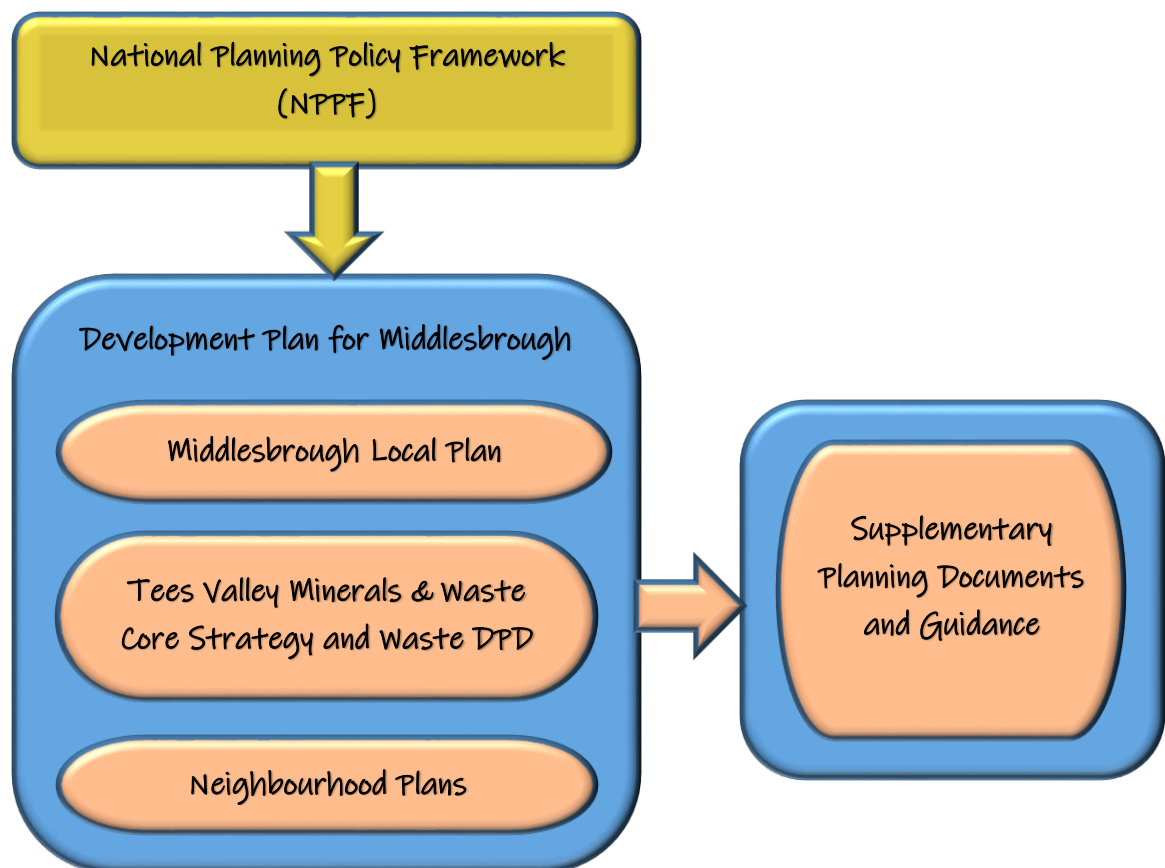 National Planning Policy Framework
(NPPF)
Development Plan for Middlesbrough
Middlesbrough Local Plan
Tees Valley Minerals & Waste
Core Strategy and Waste DPD
Neighbourhood Plans
Supplementary
Planning Documents
and Guidance